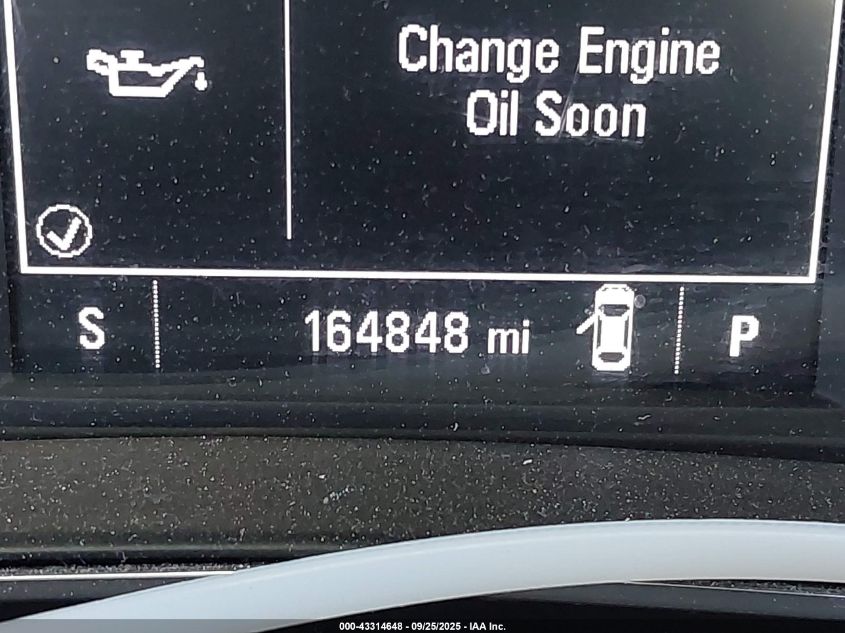 Change Engine
Oil Soon
S
164848 mi
P
000-43314648 - 09/25/2025 - IAA Inc.